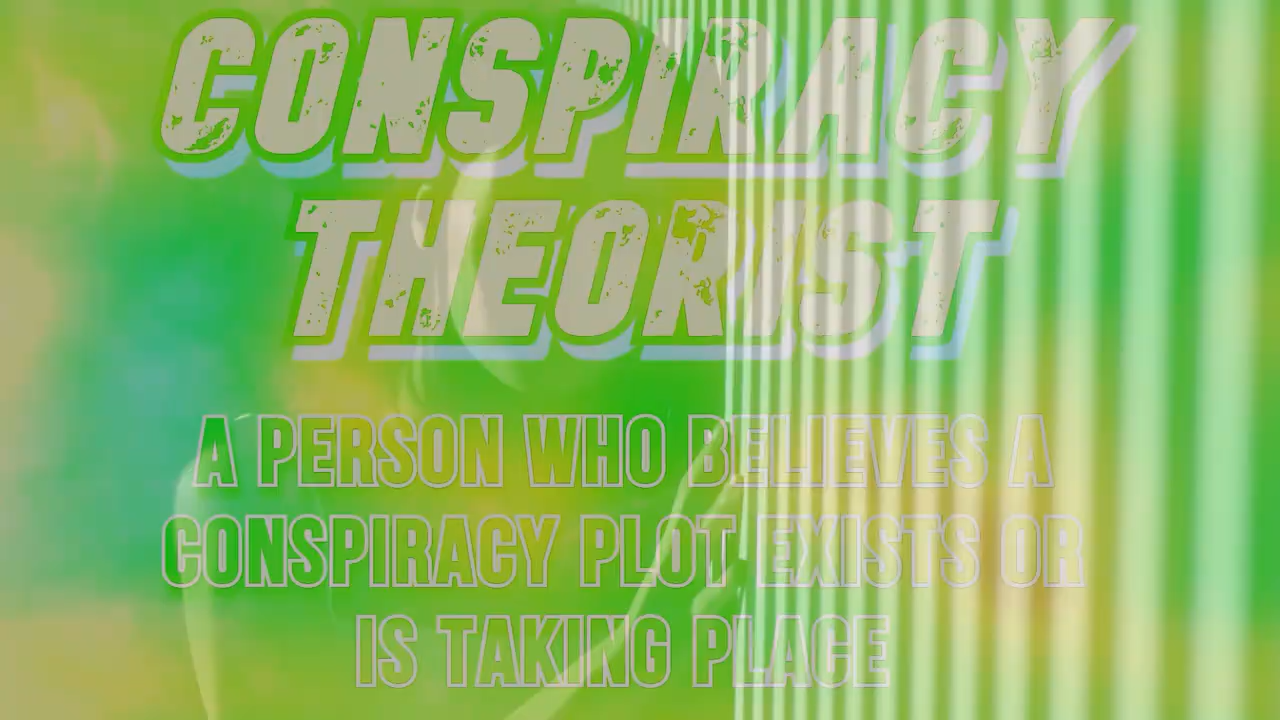 CONSPIRACY
THEORIST
A PERSON WHO BELIEVES A
CONSPIRACY PLOT EXISTS OR
IS TAKING PLACE